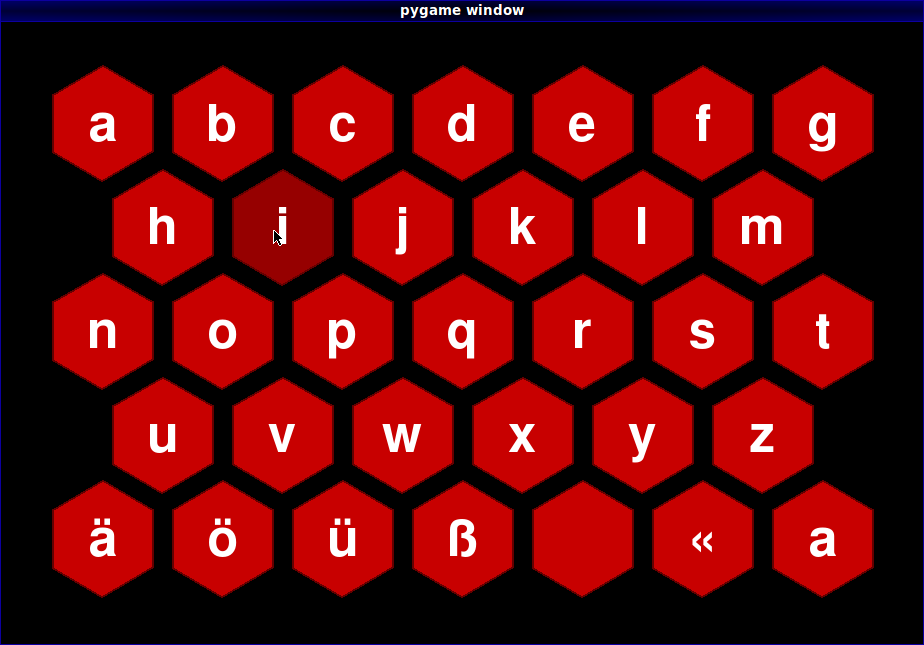 pygame window
a b c d e f g
h i j k l m
n o p q r s t
u v w x y z
ä ö ü ß « a